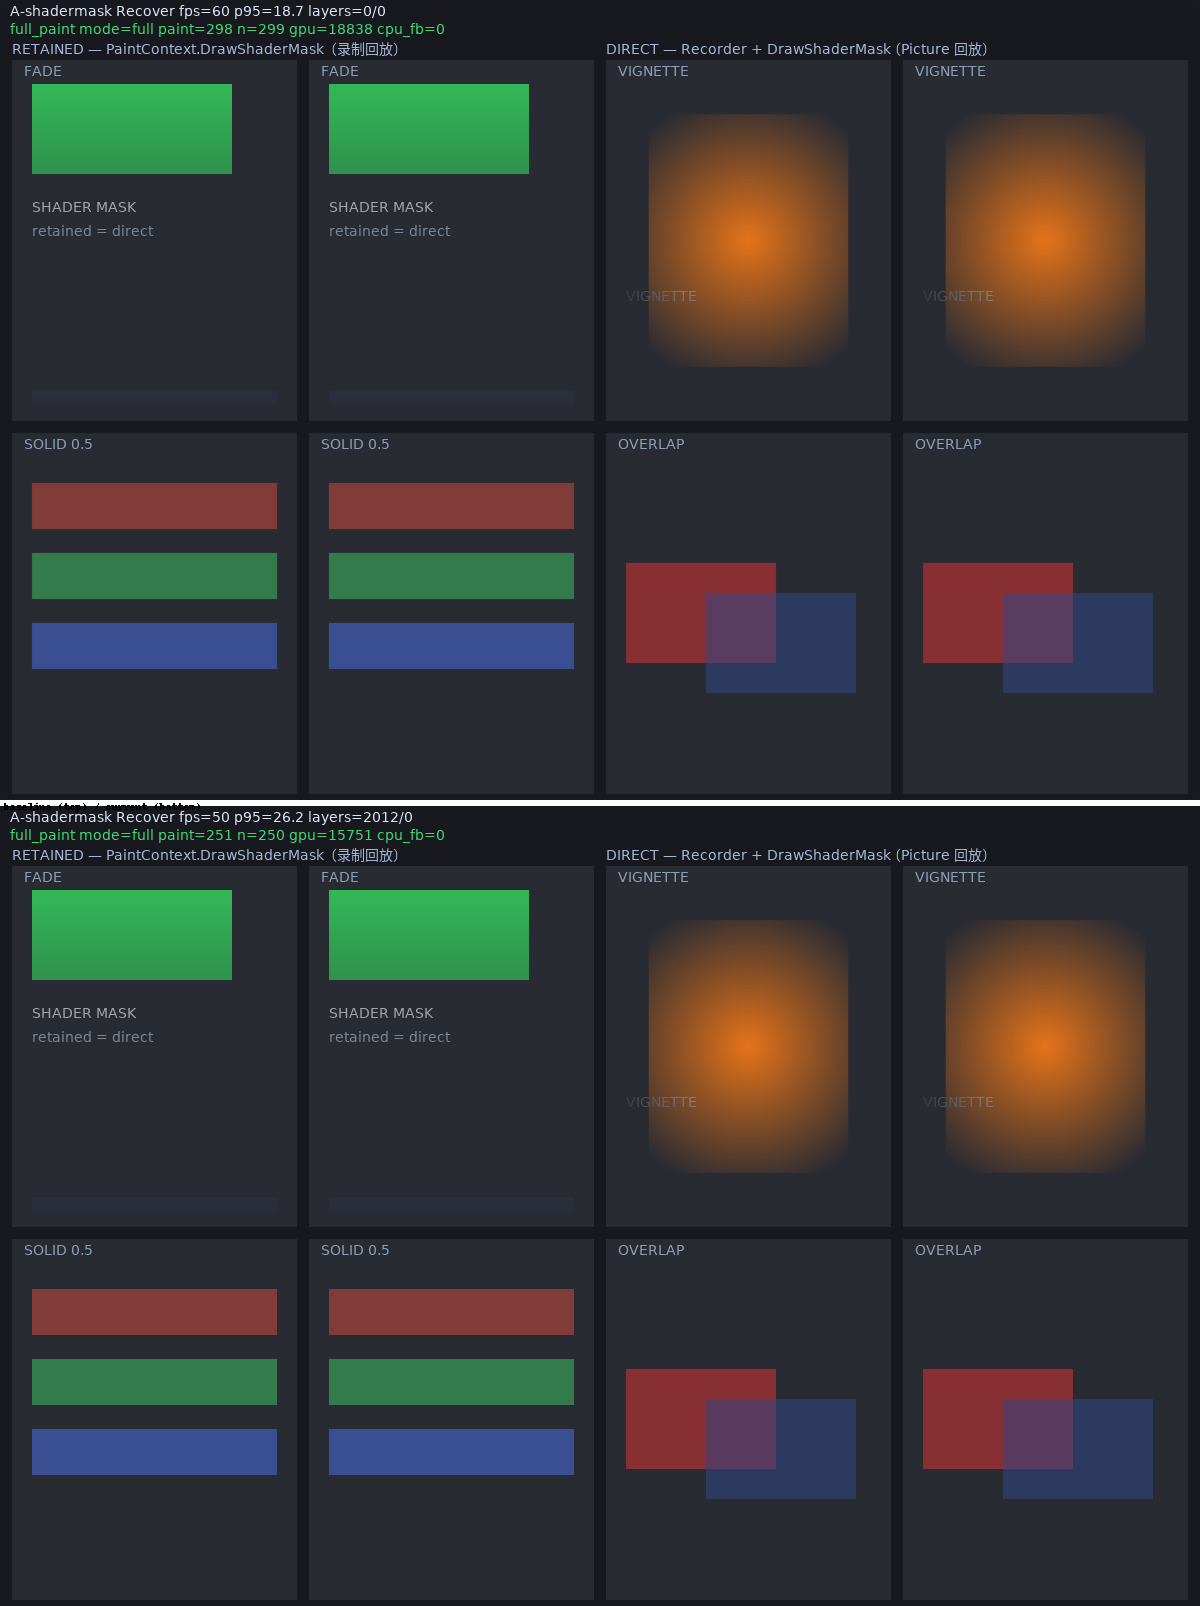 A-shadermask Recover fps=60 p95=18.7 layers=0/0
full_paint mode=full paint=298 n=299 gpu=18838 cpu_fb=0
RETAINED — PaintContext.DrawShaderMask (录制回放)
DIRECT — Recorder + DrawShaderMask (Picture 回放)
FADE
FADE
VIGNETTE
VIGNETTE
SHADER MASK
SHADER MASK
retained = direct
retained = direct
VIGNETTE
VIGNETTE
SOLID 0.5
SOLID 0.5
OVERLAP
OVERLAP
baseline (top) / current (bottom)
A-shadermask Recover fps=50 p95=26.2 layers=2012/0
full_paint mode=full paint=251 n=250 gpu=15751 cpu_fb=0
RETAINED — PaintContext.DrawShaderMask (录制回放)
DIRECT — Recorder + DrawShaderMask (Picture 回放)
FADE
FADE
VIGNETTE
VIGNETTE
SHADER MASK
SHADER MASK
retained = direct
retained = direct
VIGNETTE
VIGNETTE
SOLID 0.5
SOLID 0.5
OVERLAP
OVERLAP